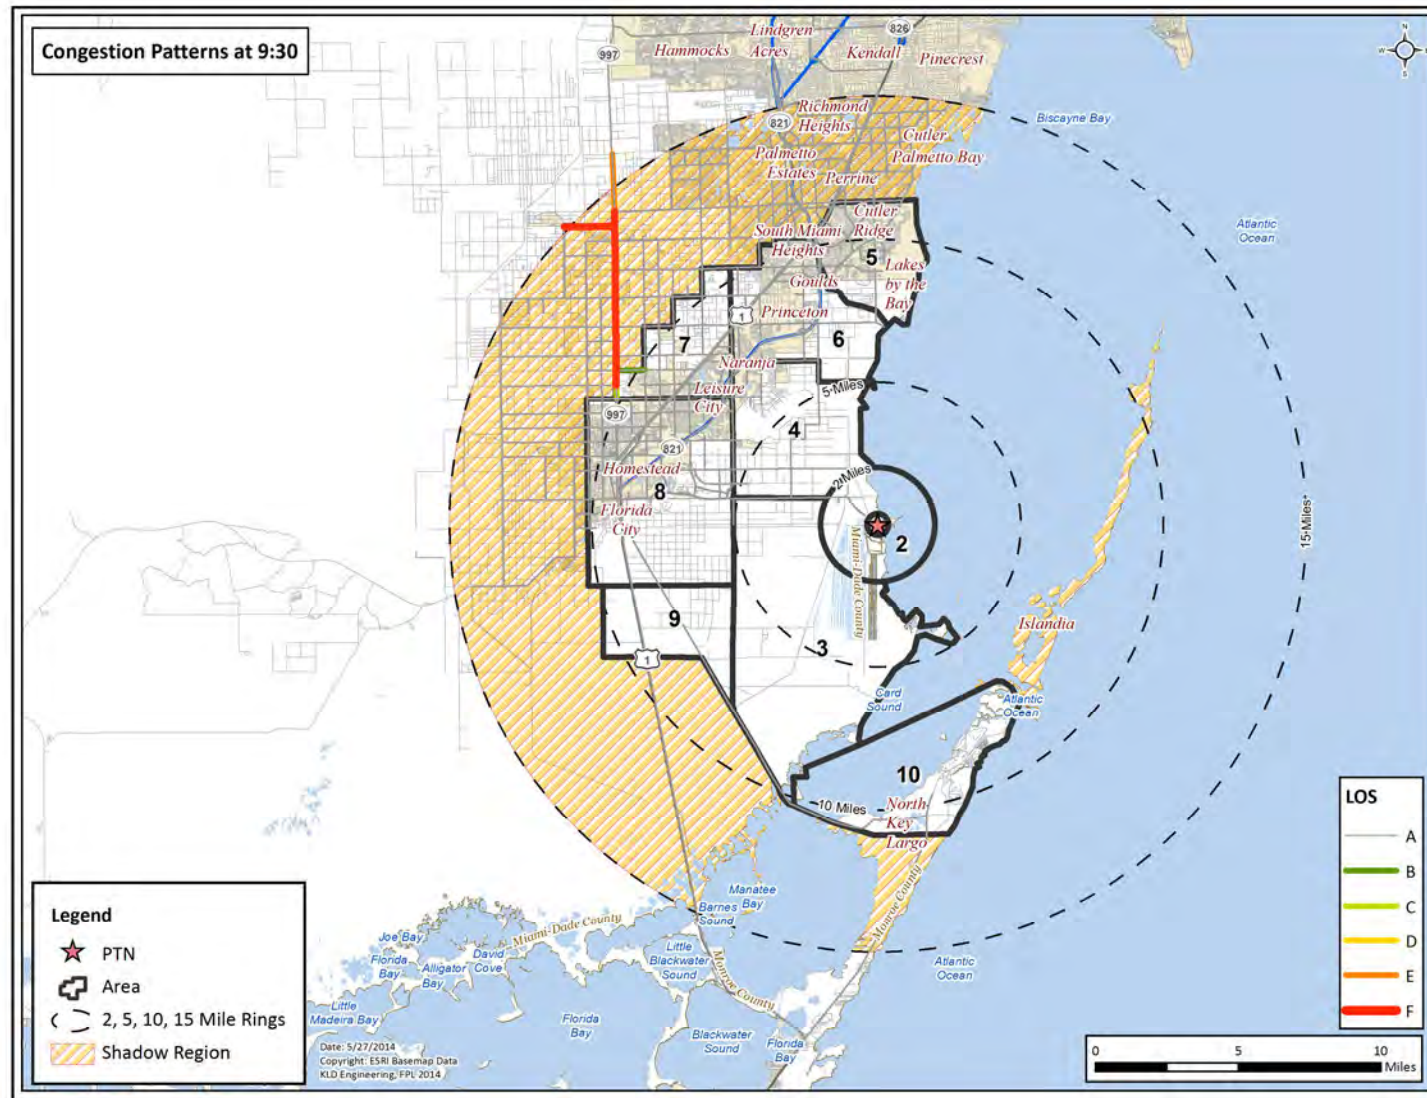 Congestion Patterns at 9:30
997
Hammocks
Lindgren
Acres
Kendall
826
Pinecrest
N
W
S
821
Richmond
Heights
Biscayne Bay
Cutler
Palmetto Bay
Palmetto
Estates
Perrine
Atlantic
Ocean
Cutler
Ridge
South Miami
Heights
5
Lakes
by the
Bay
Goulds
1
Princeton
7
6
Naranja
Leisure
City
5 Miles
997
4
821
Homestead
2 Miles
8
Florida
City
2
15 Miles
Miami-Dade County
9
3
Islandia
1
Card
Sound
Atlantic
Ocean
10
10 Miles
North
Key
Largo
Monroe County
Manatee
Bay
Barnes
Sound
Miami-Dade County
Joe Bay
Florida
Bay
Alligator
Bay
David
Cove
Little
Blackwater
Sound
Monroe County
Atlantic
Ocean
Little
Madeira Bay
Florida
Bay
Blackwater
Sound
Florida
Bay
Legend
PTN
Area
2, 5, 10, 15 Mile Rings
Shadow Region
Date: 5/27/2014
Copyright: ESRI Basemap Data
KLD Engineering, FPL 2014
LOS
A
B
C
D
E
F
0 5 10
Miles